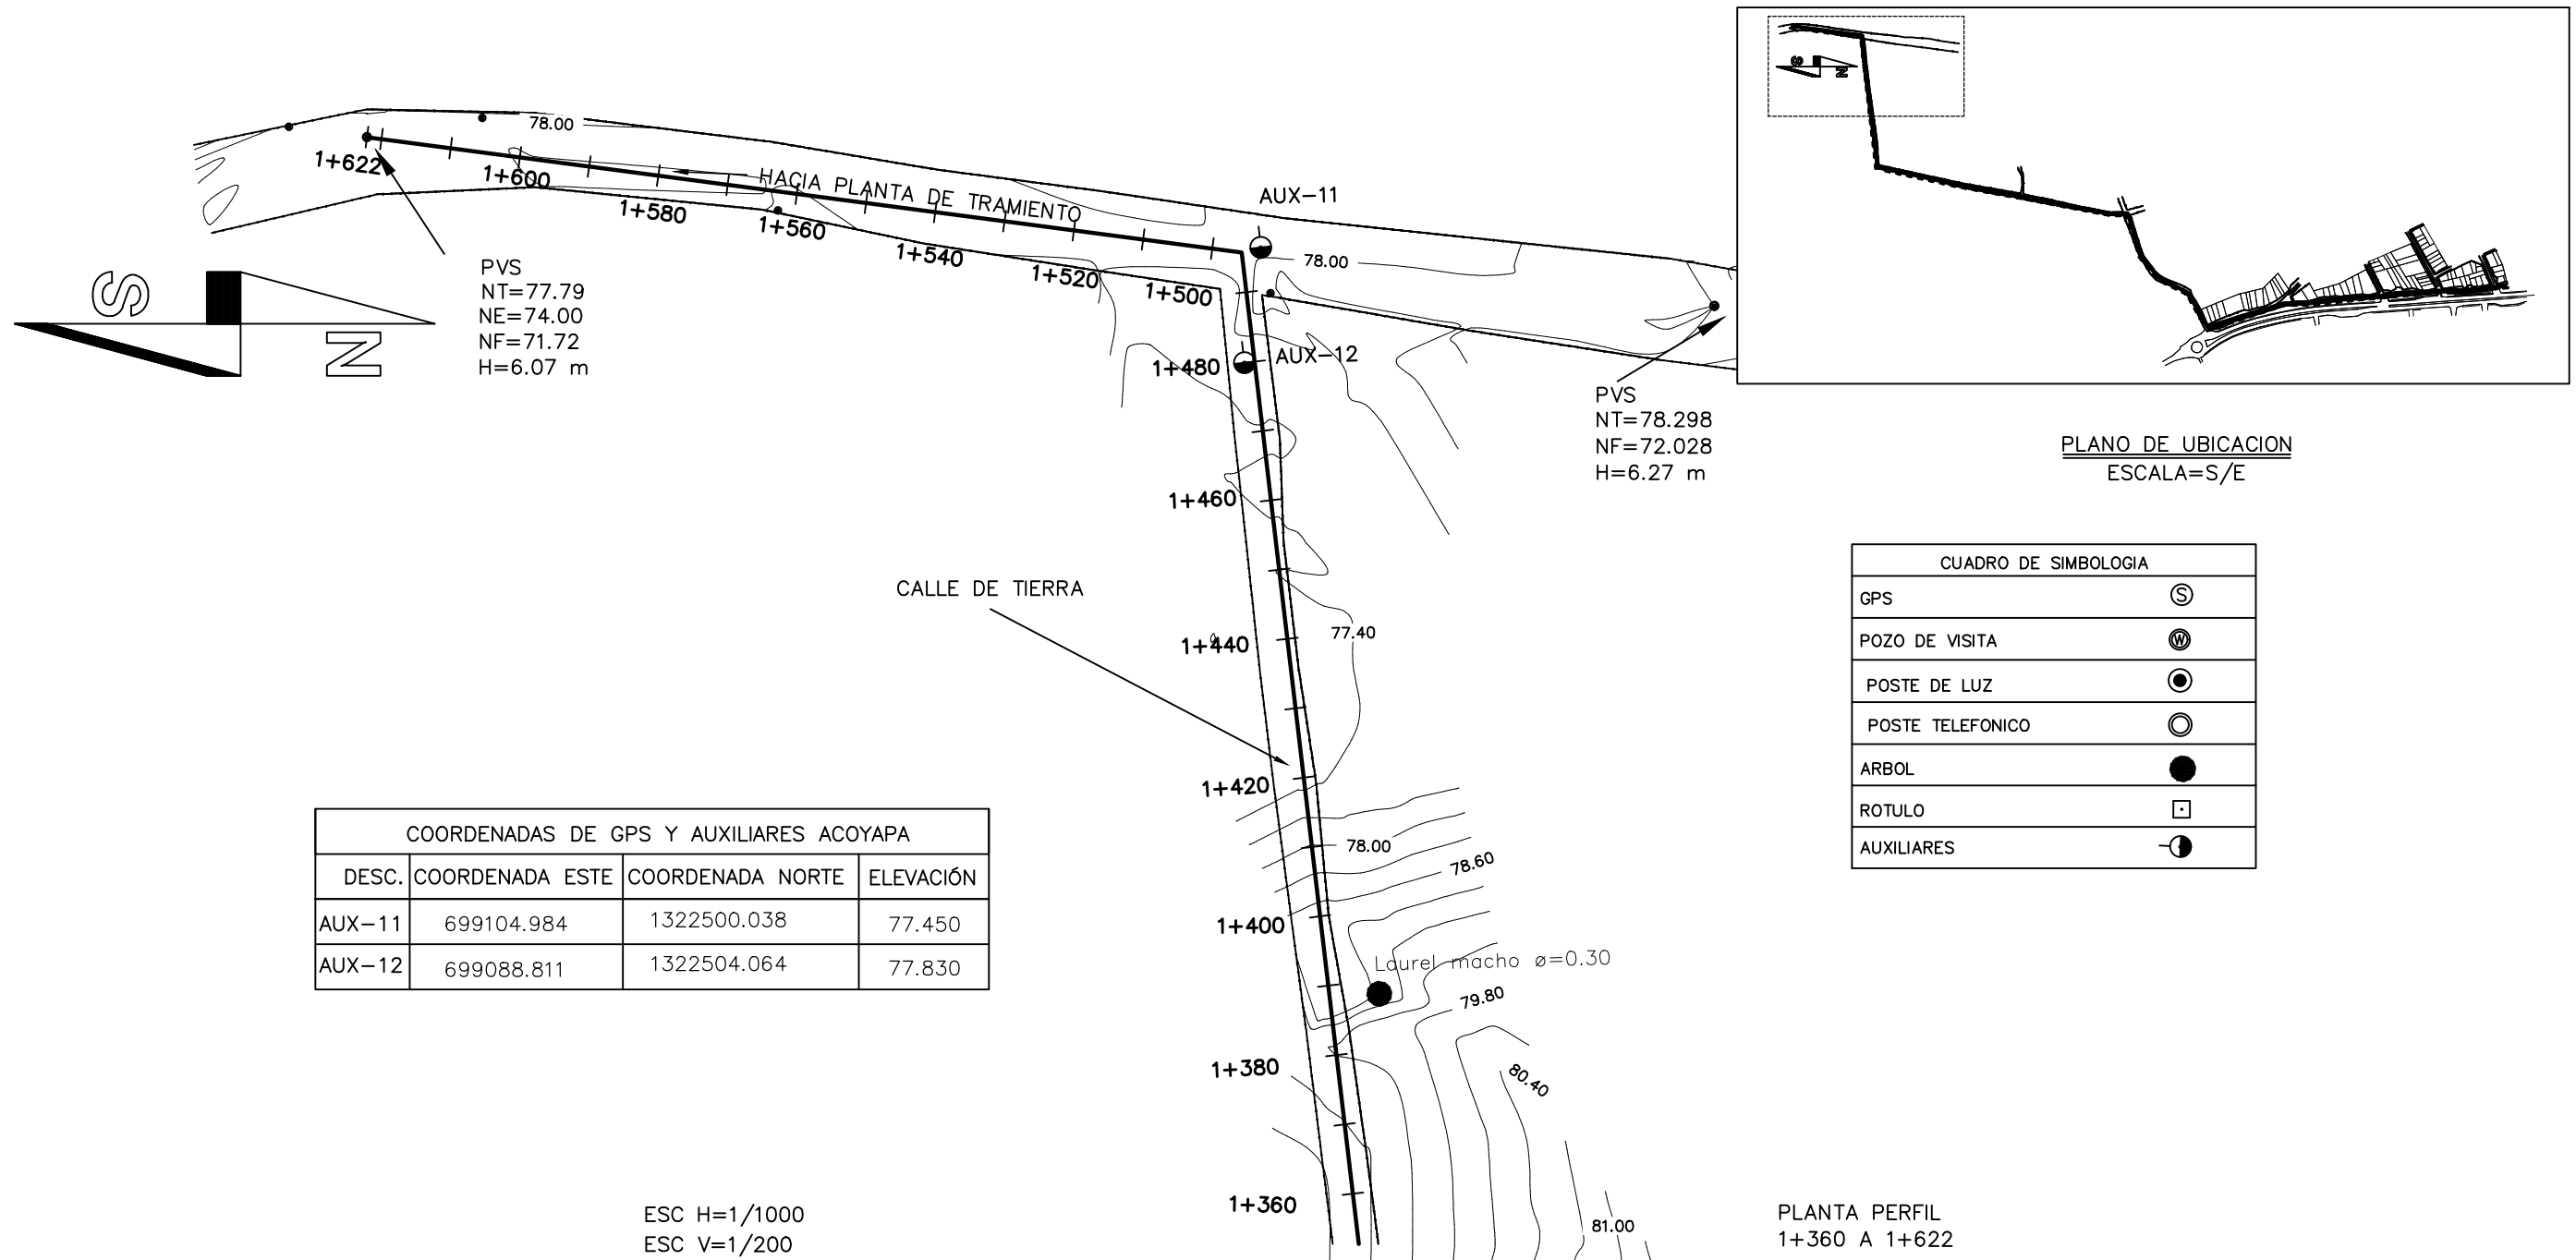 S
N
78.00
1+622
1+600
HACIA PLANTA DE TRAMIENTO
1+580
1+560
1+540
1+520
1+500
AUX-11
78.00
PVS
NT=77.79
NE=74.00
NF=71.72
H=6.07 m
S
N
1+480
AUX-12
PVS
NT=78.298
NF=72.028
H=6.27 m
PLANO DE UBICACION
ESCALA=S/E
1+460
CALLE DE TIERRA
1+440
77.40
1+420
78.00
78.60
1+400
Laurel macho ø=0.30
79.80
1+380
80.40
1+360
81.00
CUADRO DE SIMBOLOGIA
GPS S
POZO DE VISITA W
POSTE DE LUZ
POSTE TELEFONICO
ARBOL
ROTULO
AUXILIARES
COORDENADAS DE GPS Y AUXILIARES ACOYAPA
DESC. COORDENADA ESTE COORDENADA NORTE ELEVACIÓN
AUX-11 699104.984 1322500.038 77.450
AUX-12 699088.811 1322504.064 77.830
ESC H=1/1000
ESC V=1/200
PLANTA PERFIL
1+360 A 1+622